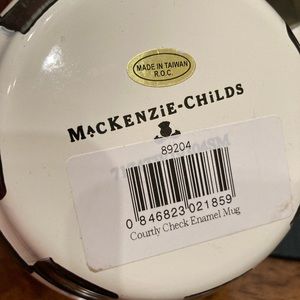 MADE IN TAIWAN
R.O.C.
MACKENZIE-CHILDS
89204
0 846823 021859
Courtly Check Enamel Mug